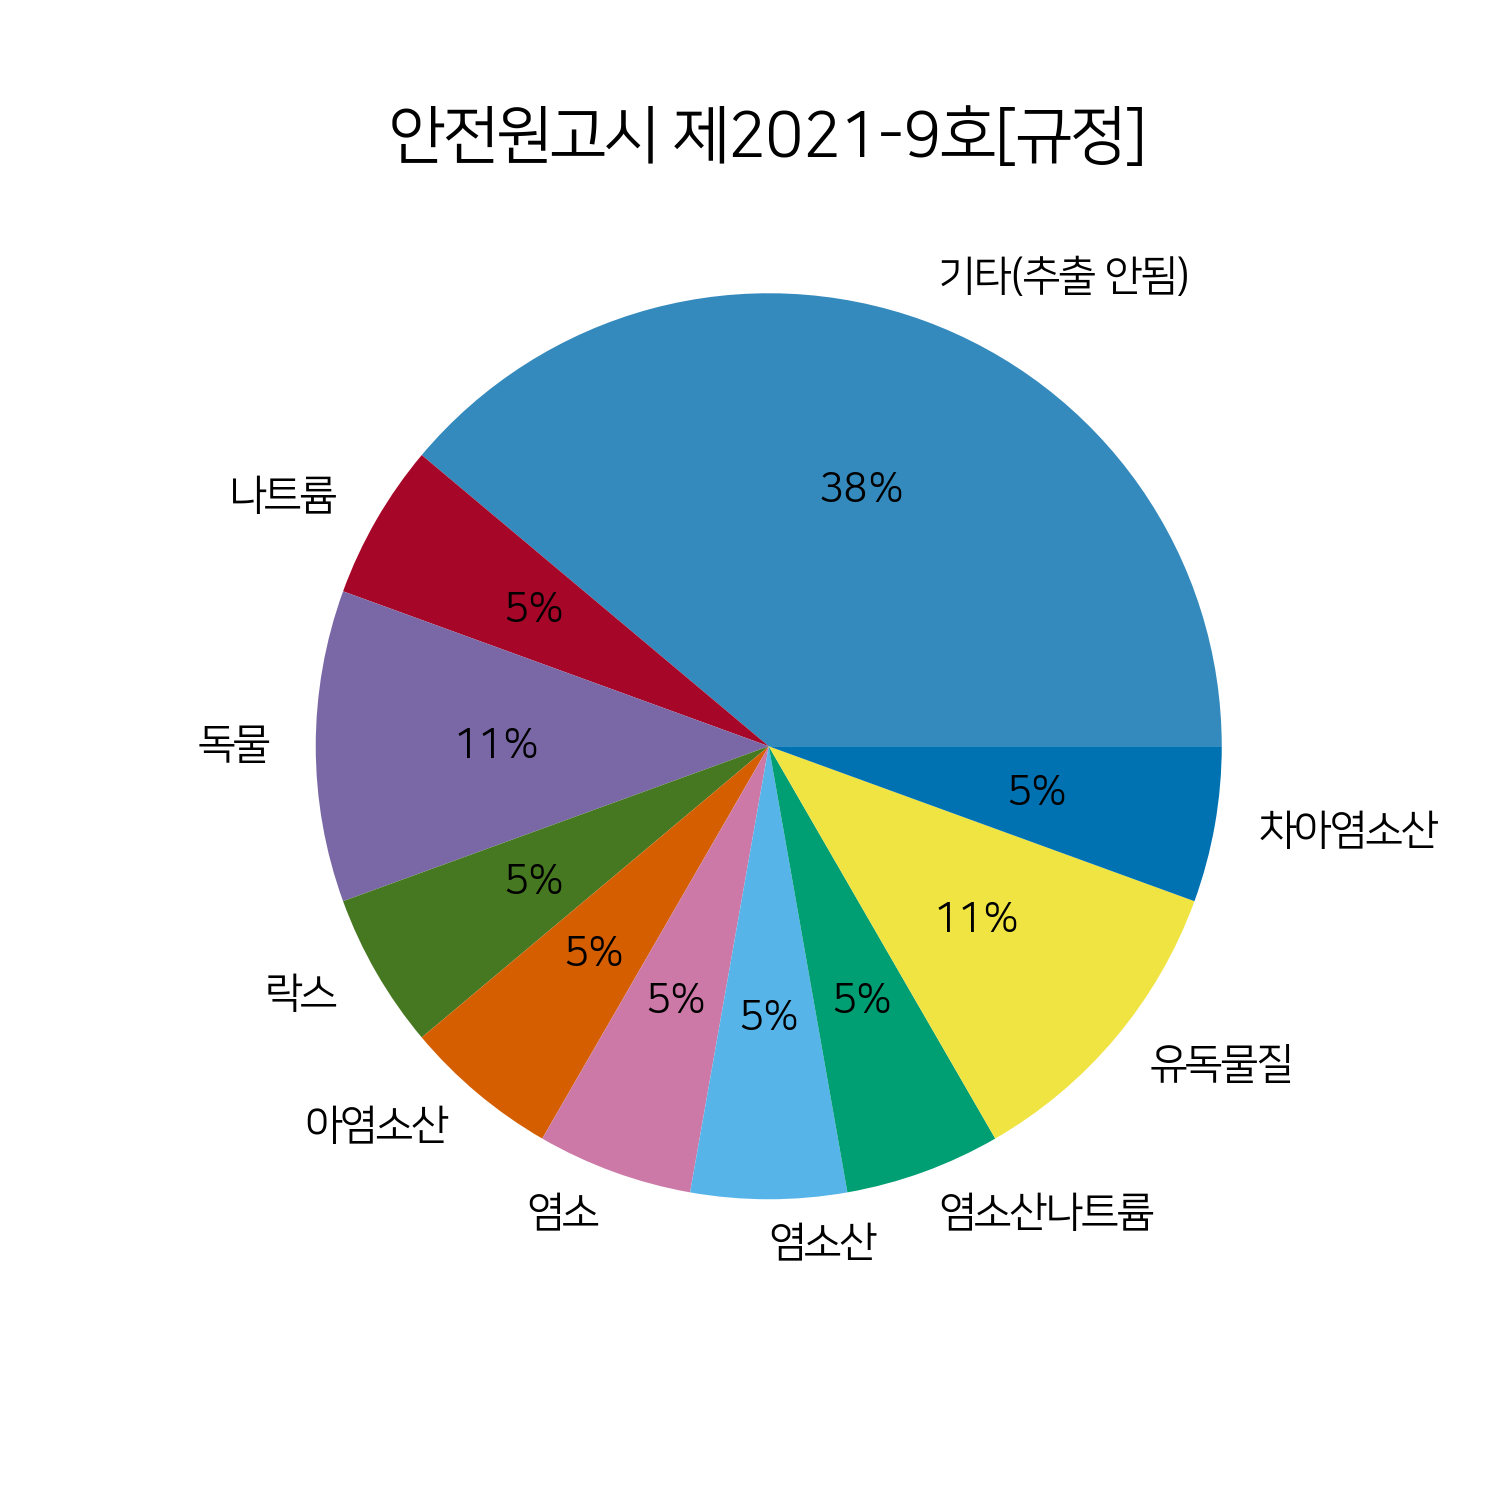 안전원고시 제2021-9호[규정]
기타(추출 안됨)
38%
나트륨
5%
독물
11%
락스
5%
아염소산
5%
염소
5%
염소산
5%
염소산나트륨
5%
유독물질
11%
차아염소산
5%